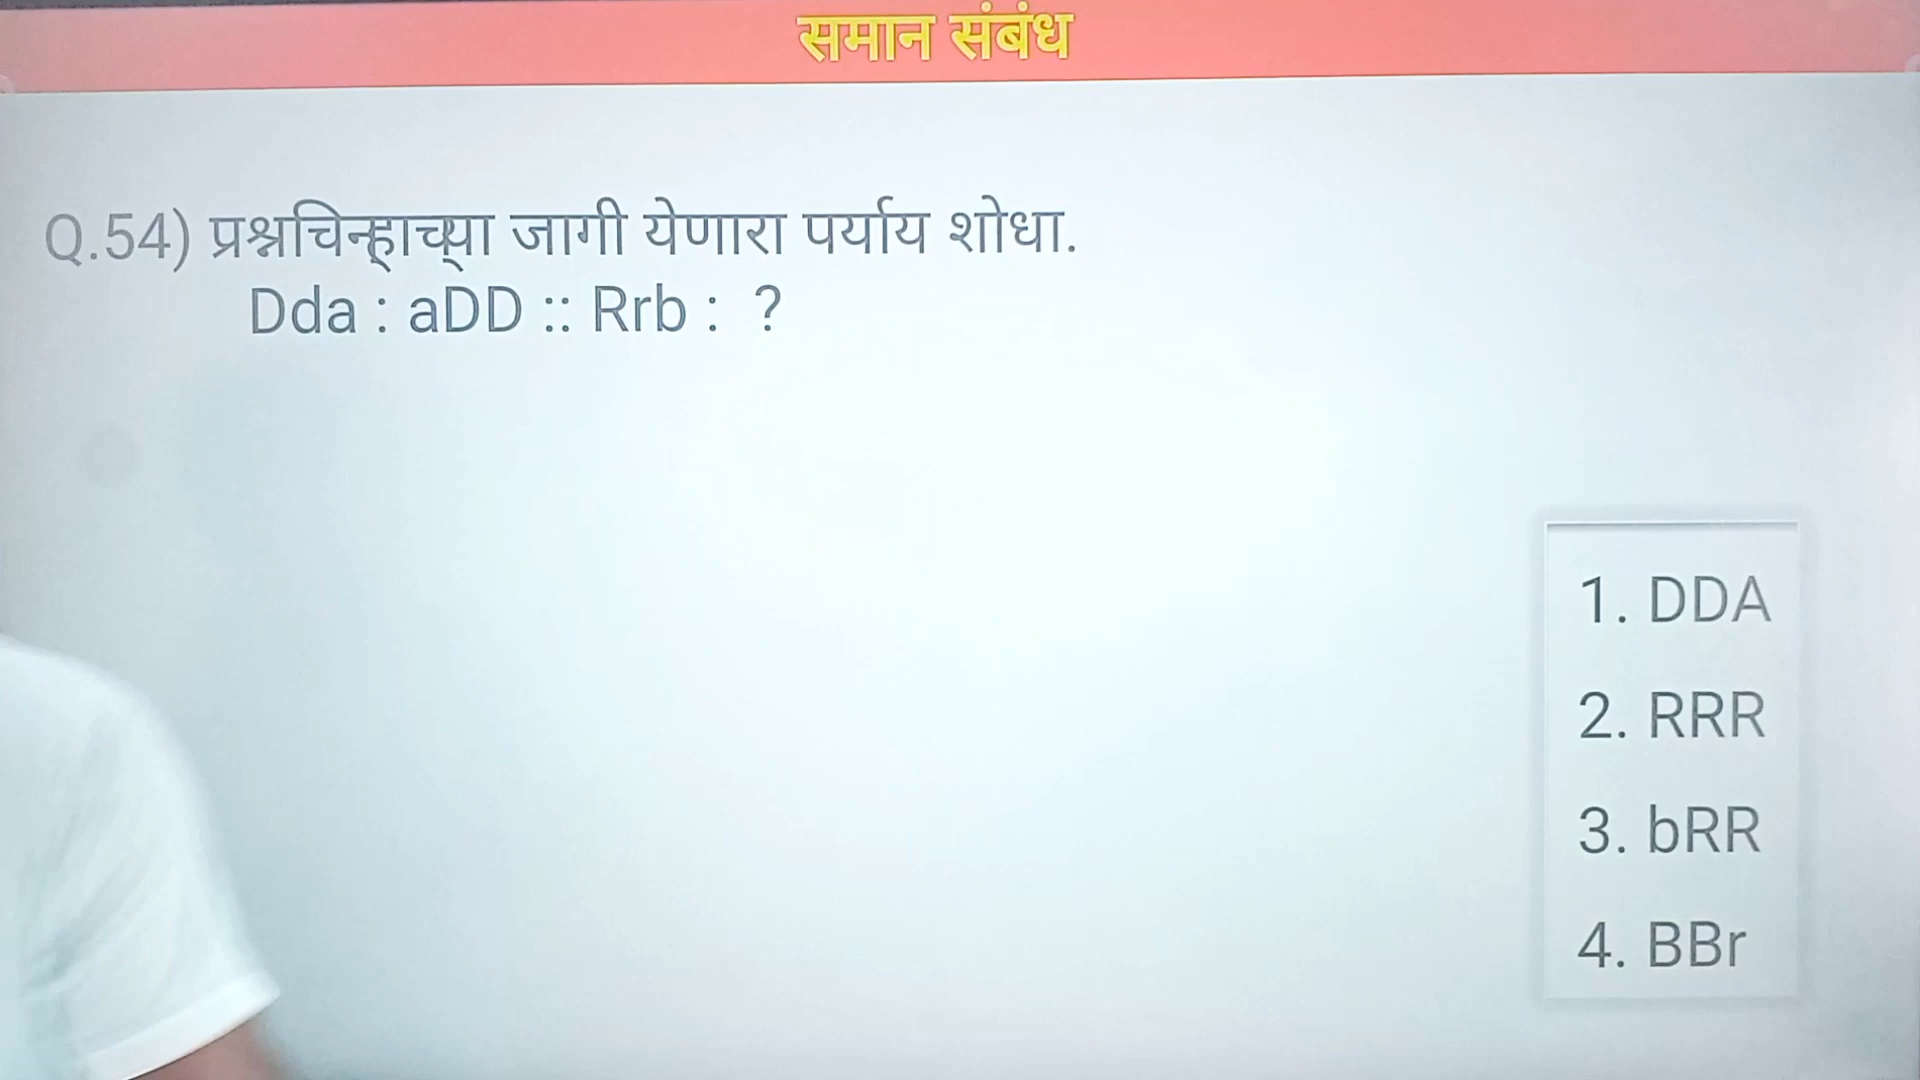 समान संबंध
Q.54) प्रश्नचिन्हाच्या जागी येणारा पर्याय शोधा.
Dda : aDD :: Rrb : ?
1. DDA
2. RRR
3. bRR
4. BBr